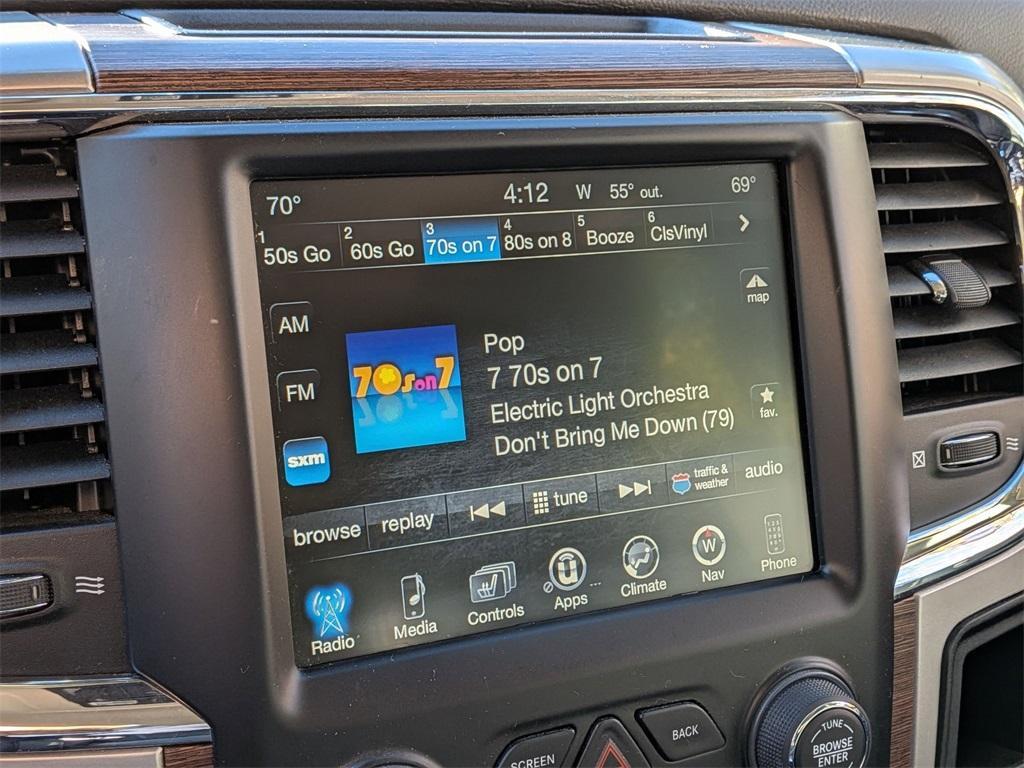 70° 4:12 W 55° out. 69°
1 50s Go 2 60s Go 3 70s on 7 4 80s on 8 5 Booze 6 ClsVinyl
map
AM
Pop
70s on 7
7 70s on 7
FM
Electric Light Orchestra
fav.
Don't Bring Me Down (79)
sxm
browse replay tune traffic & weather audio
Radio Media Controls Apps Climate Nav Phone
W
SCREEN BACK TUNE
BROWSE
ENTER